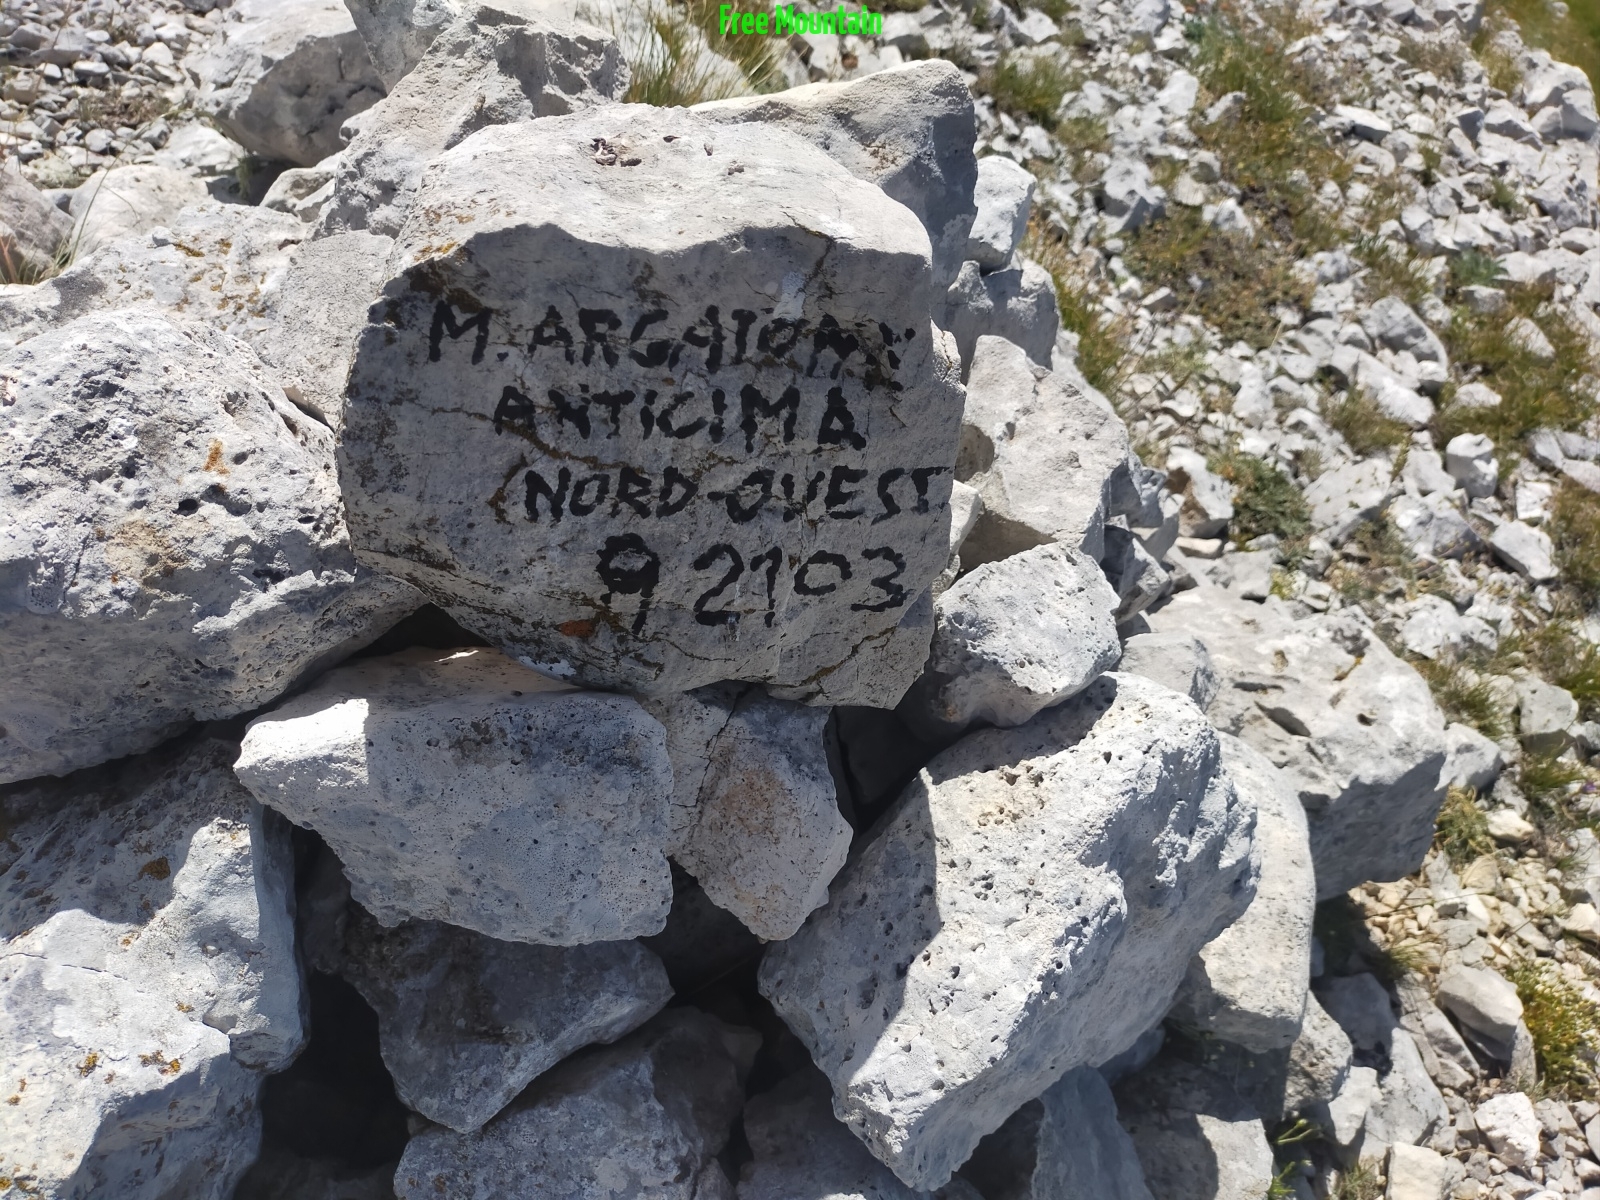 Free Mountain
M. ARGATONE
ANTICIMA
NORD-OVEST
2103